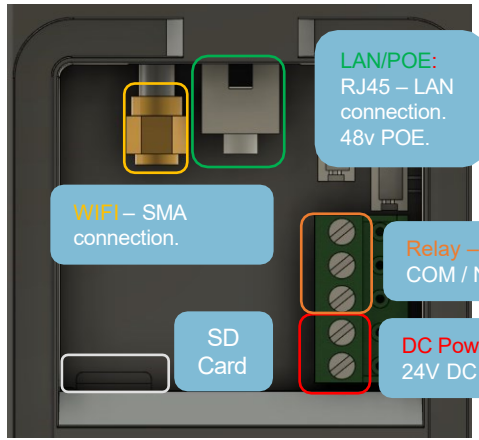 LAN/POE:
RJ45 – LAN
connection.
48v POE.
WIFI – SMA
connection.
Relay –
COM / N
SD
Card
DC Pow
24V DC